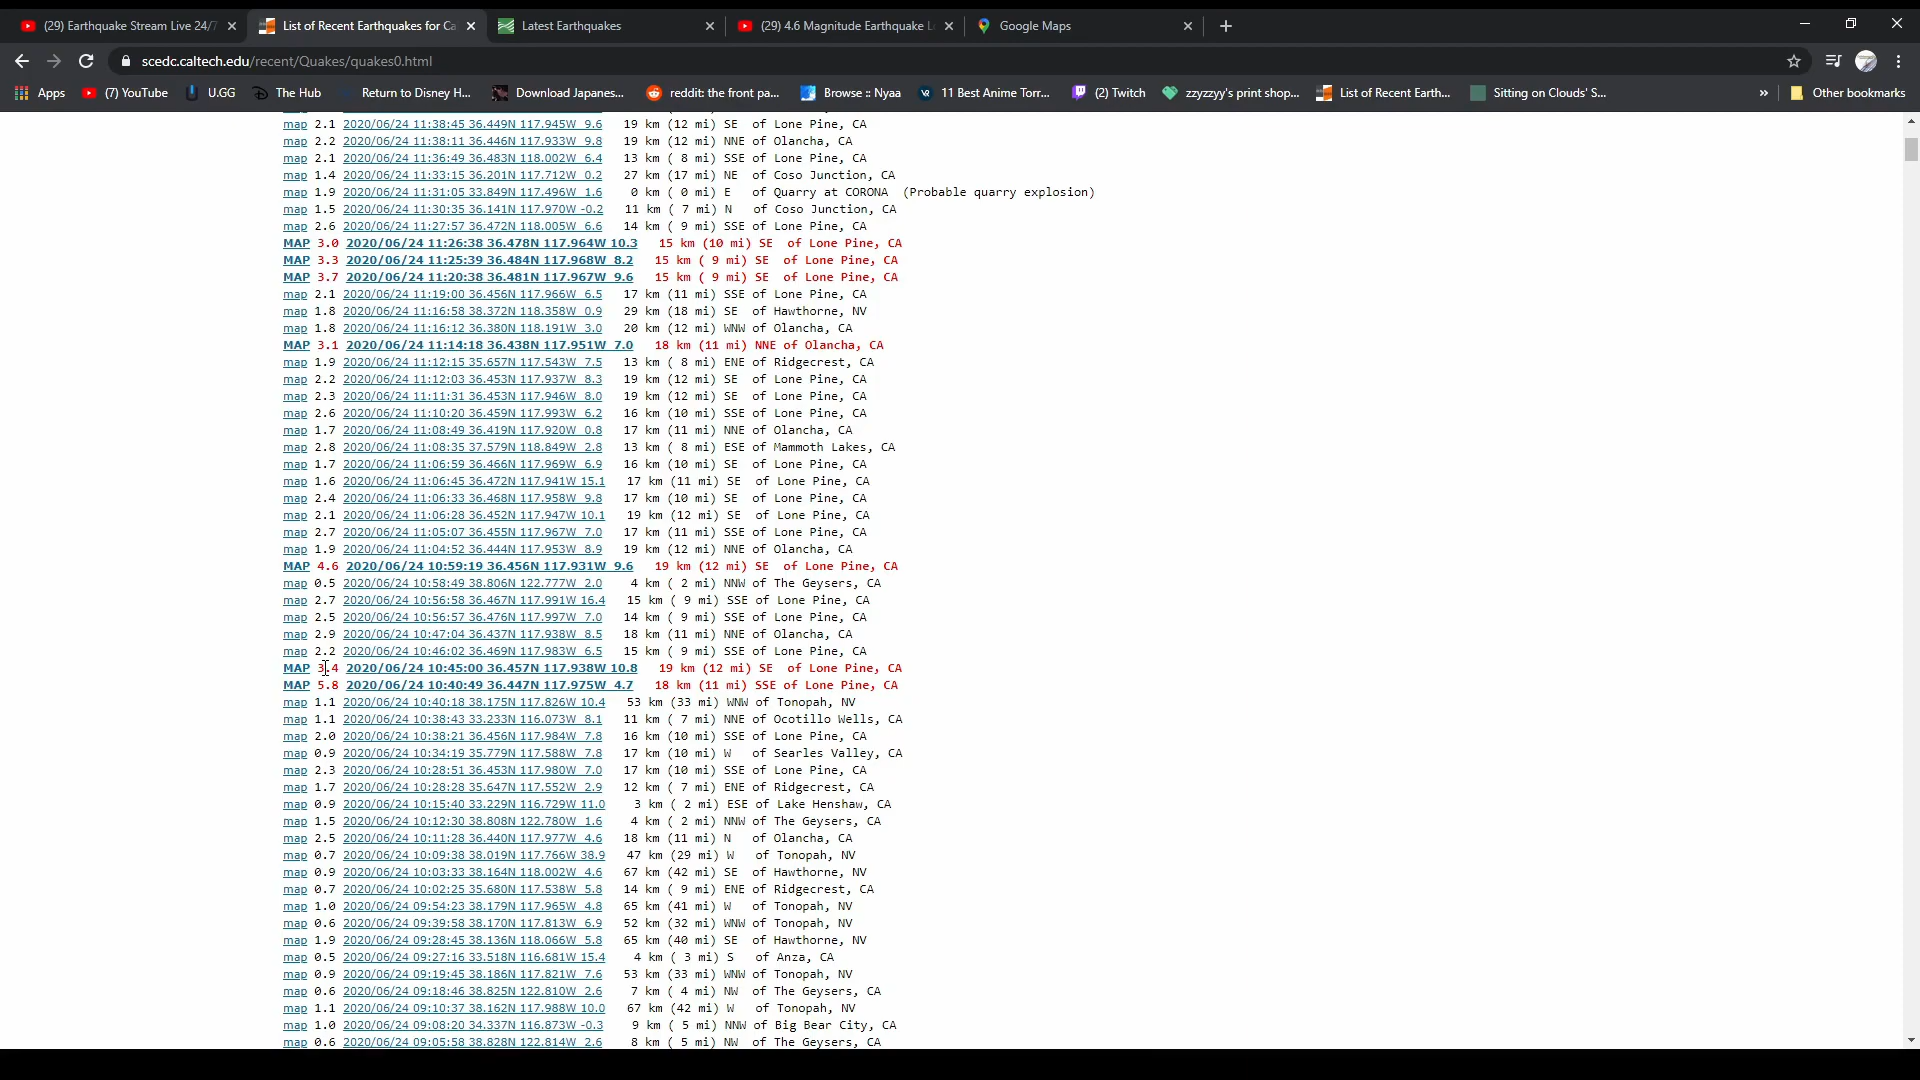 (29) Earthquake Stream Live 24/7
List of Recent Earthquakes for Ca
Latest Earthquakes
(29) 4.6 Magnitude Earthquake L
Google Maps
scedc.caltech.edu/recent/Quakes/quakes0.html
Apps (7) YouTube U.GG The Hub Return to Disney H... Download Japanes... reddit: the front pa... Browse :: Nyaa 11 Best Anime Torr... (2) Twitch zzyzzyy's print shop... List of Recent Earth... Sitting on Clouds' S... » Other bookmarks
map 2.1 2020/06/24 11:38:45 36.449N 117.945W 9.6 19 km (12 mi) SE of Lone Pine, CA
map 2.2 2020/06/24 11:38:11 36.446N 117.933W 9.8 19 km (12 mi) NNE of Olancha, CA
map 2.1 2020/06/24 11:36:49 36.483N 118.002W 6.4 13 km ( 8 mi) SSE of Lone Pine, CA
map 1.4 2020/06/24 11:33:15 36.201N 117.712W 0.2 27 km (17 mi) NE of Coso Junction, CA
map 1.9 2020/06/24 11:31:05 33.849N 117.496W 1.6 0 km ( 0 mi) E of Quarry at CORONA (Probable quarry explosion)
map 1.5 2020/06/24 11:30:35 36.141N 117.970W -0.2 11 km ( 7 mi) N of Coso Junction, CA
map 2.6 2020/06/24 11:27:57 36.472N 118.005W 6.6 14 km ( 9 mi) SSE of Lone Pine, CA
MAP 3.0 2020/06/24 11:26:38 36.478N 117.964W 10.3 15 km (10 mi) SE of Lone Pine, CA
MAP 3.3 2020/06/24 11:25:39 36.484N 117.968W 8.2 15 km ( 9 mi) SE of Lone Pine, CA
MAP 3.7 2020/06/24 11:20:38 36.481N 117.967W 9.6 15 km ( 9 mi) SE of Lone Pine, CA
map 2.1 2020/06/24 11:19:00 36.456N 117.966W 6.5 17 km (11 mi) SSE of Lone Pine, CA
map 1.8 2020/06/24 11:16:58 38.372N 118.358W 0.9 29 km (18 mi) SE of Hawthorne, NV
map 1.8 2020/06/24 11:16:12 36.380N 118.191W 3.0 20 km (12 mi) WNW of Olancha, CA
MAP 3.1 2020/06/24 11:14:18 36.438N 117.951W 7.0 18 km (11 mi) NNE of Olancha, CA
map 1.9 2020/06/24 11:12:15 35.657N 117.543W 7.5 13 km ( 8 mi) ENE of Ridgecrest, CA
map 2.2 2020/06/24 11:12:03 36.453N 117.937W 8.3 19 km (12 mi) SE of Lone Pine, CA
map 2.3 2020/06/24 11:11:31 36.453N 117.946W 8.0 19 km (12 mi) SE of Lone Pine, CA
map 2.6 2020/06/24 11:10:20 36.459N 117.993W 6.2 16 km (10 mi) SSE of Lone Pine, CA
map 1.7 2020/06/24 11:08:49 36.419N 117.920W 0.8 17 km (11 mi) NNE of Olancha, CA
map 2.8 2020/06/24 11:08:35 37.579N 118.849W 2.8 13 km ( 8 mi) ESE of Mammoth Lakes, CA
map 1.7 2020/06/24 11:06:59 36.466N 117.969W 6.9 16 km (10 mi) SE of Lone Pine, CA
map 1.6 2020/06/24 11:06:45 36.472N 117.941W 15.1 17 km (11 mi) SE of Lone Pine, CA
map 2.4 2020/06/24 11:06:33 36.468N 117.958W 9.8 17 km (10 mi) SE of Lone Pine, CA
map 2.1 2020/06/24 11:06:28 36.452N 117.947W 10.1 19 km (12 mi) SE of Lone Pine, CA
map 2.7 2020/06/24 11:05:07 36.455N 117.967W 7.0 17 km (11 mi) SSE of Lone Pine, CA
map 1.9 2020/06/24 11:04:52 36.444N 117.953W 8.9 19 km (12 mi) NNE of Olancha, CA
MAP 4.6 2020/06/24 10:59:19 36.456N 117.931W 9.6 19 km (12 mi) SE of Lone Pine, CA
map 0.5 2020/06/24 10:58:49 38.806N 122.777W 2.0 4 km ( 2 mi) NNW of The Geysers, CA
map 2.7 2020/06/24 10:56:58 36.467N 117.991W 16.4 15 km ( 9 mi) SSE of Lone Pine, CA
map 2.5 2020/06/24 10:56:57 36.476N 117.997W 7.0 14 km ( 9 mi) SSE of Lone Pine, CA
map 2.9 2020/06/24 10:47:04 36.437N 117.938W 8.5 18 km (11 mi) NNE of Olancha, CA
map 2.2 2020/06/24 10:46:02 36.469N 117.983W 6.5 15 km ( 9 mi) SSE of Lone Pine, CA
MAP 3.4 2020/06/24 10:45:00 36.457N 117.938W 10.8 19 km (12 mi) SE of Lone Pine, CA
MAP 5.8 2020/06/24 10:40:49 36.447N 117.975W 4.7 18 km (11 mi) SSE of Lone Pine, CA
map 1.1 2020/06/24 10:40:18 38.175N 117.826W 10.4 53 km (33 mi) WNW of Tonopah, NV
map 1.1 2020/06/24 10:38:43 33.233N 116.073W 8.1 11 km ( 7 mi) NNE of Ocotillo Wells, CA
map 2.0 2020/06/24 10:38:21 36.456N 117.984W 7.8 16 km (10 mi) SSE of Lone Pine, CA
map 0.9 2020/06/24 10:34:19 35.779N 117.588W 7.8 17 km (10 mi) W of Searles Valley, CA
map 2.3 2020/06/24 10:28:51 36.453N 117.980W 7.0 17 km (10 mi) SSE of Lone Pine, CA
map 1.7 2020/06/24 10:28:28 35.647N 117.552W 2.9 12 km ( 7 mi) ENE of Ridgecrest, CA
map 0.9 2020/06/24 10:15:40 33.229N 116.729W 11.0 3 km ( 2 mi) ESE of Lake Henshaw, CA
map 1.5 2020/06/24 10:12:30 38.808N 122.780W 1.6 4 km ( 2 mi) NNW of The Geysers, CA
map 2.5 2020/06/24 10:11:28 36.440N 117.977W 4.6 18 km (11 mi) N of Olancha, CA
map 0.7 2020/06/24 10:09:38 38.019N 117.766W 38.9 47 km (29 mi) W of Tonopah, NV
map 0.9 2020/06/24 10:03:33 38.164N 118.002W 4.6 67 km (42 mi) SE of Hawthorne, NV
map 0.7 2020/06/24 10:02:25 35.680N 117.538W 5.8 14 km ( 9 mi) ENE of Ridgecrest, CA
map 1.0 2020/06/24 09:54:23 38.179N 117.965W 4.8 65 km (41 mi) W of Tonopah, NV
map 0.6 2020/06/24 09:39:58 38.170N 117.813W 6.9 52 km (32 mi) WNW of Tonopah, NV
map 1.9 2020/06/24 09:28:45 38.136N 118.066W 5.8 65 km (40 mi) SE of Hawthorne, NV
map 0.5 2020/06/24 09:27:16 33.518N 116.681W 15.4 4 km ( 3 mi) S of Anza, CA
map 0.9 2020/06/24 09:19:45 38.186N 117.821W 7.6 53 km (33 mi) WNW of Tonopah, NV
map 0.6 2020/06/24 09:18:46 38.825N 122.810W 2.6 7 km ( 4 mi) NW of The Geysers, CA
map 1.1 2020/06/24 09:10:37 38.162N 117.988W 10.0 67 km (42 mi) W of Tonopah, NV
map 1.0 2020/06/24 09:08:20 34.337N 116.873W -0.3 9 km ( 5 mi) NNW of Big Bear City, CA
map 0.6 2020/06/24 09:05:58 38.828N 122.814W 2.6 8 km ( 5 mi) NW of The Geysers, CA